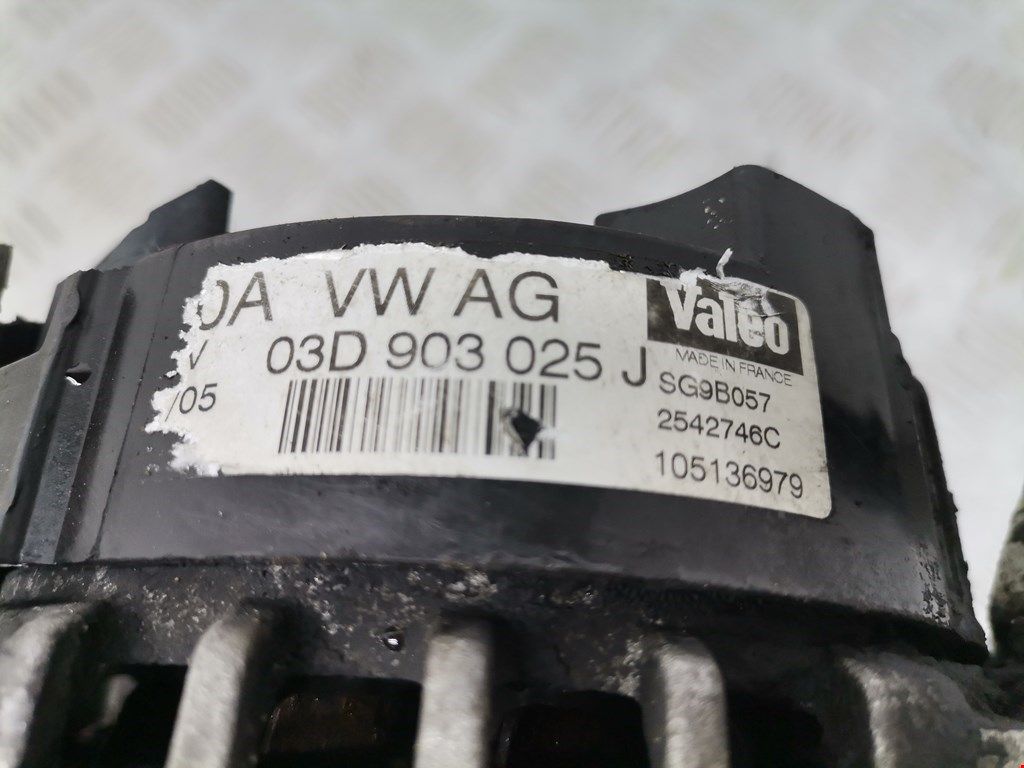 0A VW AG
V 03D 903 025 J
/05
Valeo
MADE IN FRANCE
SG9B057
2542746C
105136979